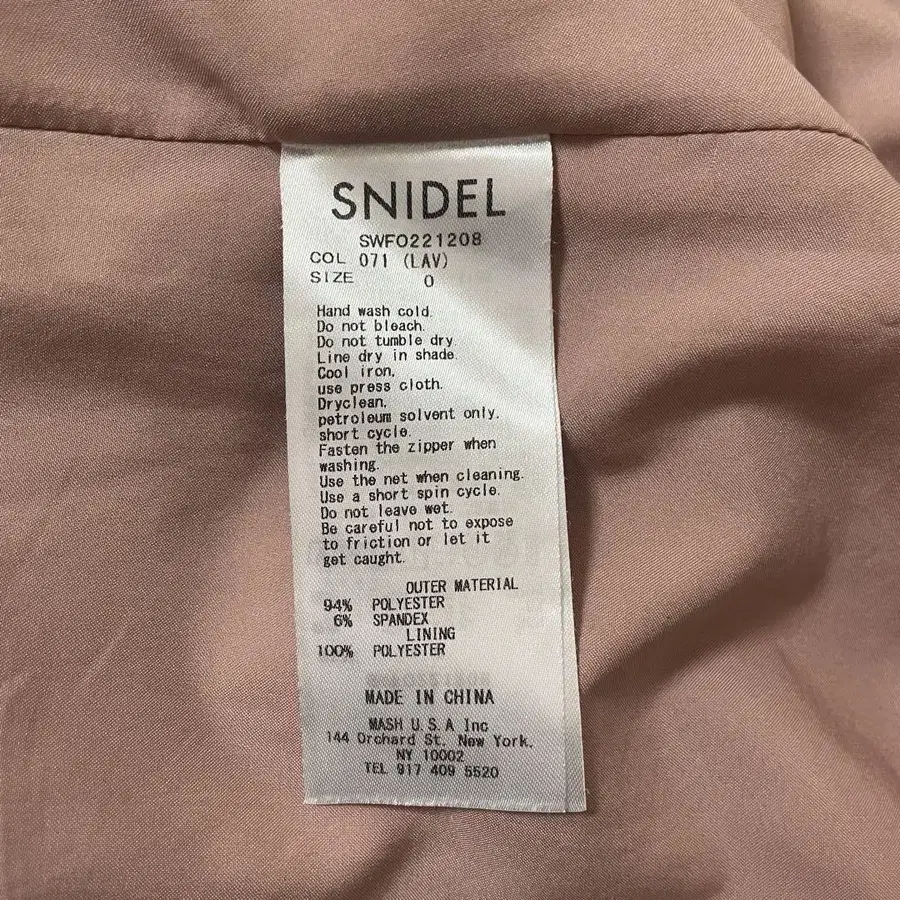 SNIDEL
SWFO221208
COL 071 (LAV)
SIZE 0
Hand wash cold.
Do not bleach.
Do not tumble dry.
Line dry in shade.
Cool iron,
use press cloth.
Dryclean,
petroleum solvent only.
short cycle.
Fasten the zipper when
washing.
Use the net when cleaning.
Use a short spin cycle.
Do not leave wet.
Be careful not to expose
to friction or let it
get caught.
OUTER MATERIAL
94% POLYESTER
6% SPANDEX
LINING
100% POLYESTER
MADE IN CHINA
MASH U.S.A Inc
144 Orchard St, New York,
NY 10002
TEL 917 409 5520